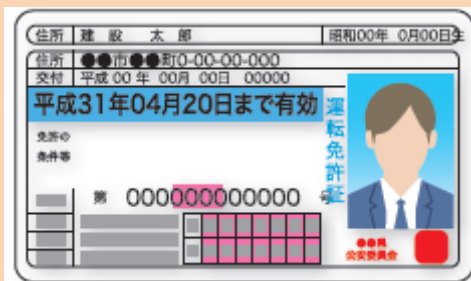 住所 建設 太郎 昭和00年 0月00日生
住所 ●●市●●町0-00-00-000
交付 平成00年 00月 00日 00000
平成31年04月20日まで有効
免許の
条件等
運転免許証
第 000000000000 号
●●県
公安委員会